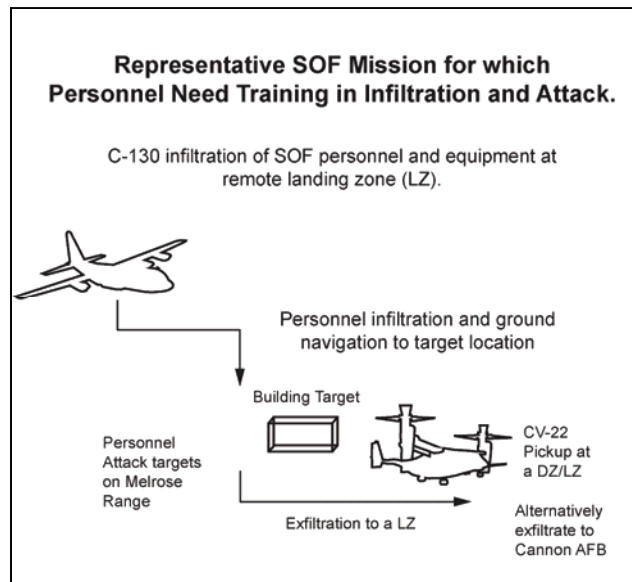 Representative SOF Mission for which
Personnel Need Training in Infiltration and Attack.
C-130 infiltration of SOF personnel and equipment at
remote landing zone (LZ).
Personnel infiltration and ground
navigation to target location
Building Target
Personnel
Attack targets
on Melrose
Range
CV-22
Pickup at
a DZ/LZ
Exfiltration to a LZ
Alternatively
exfiltrate to
Cannon AFB